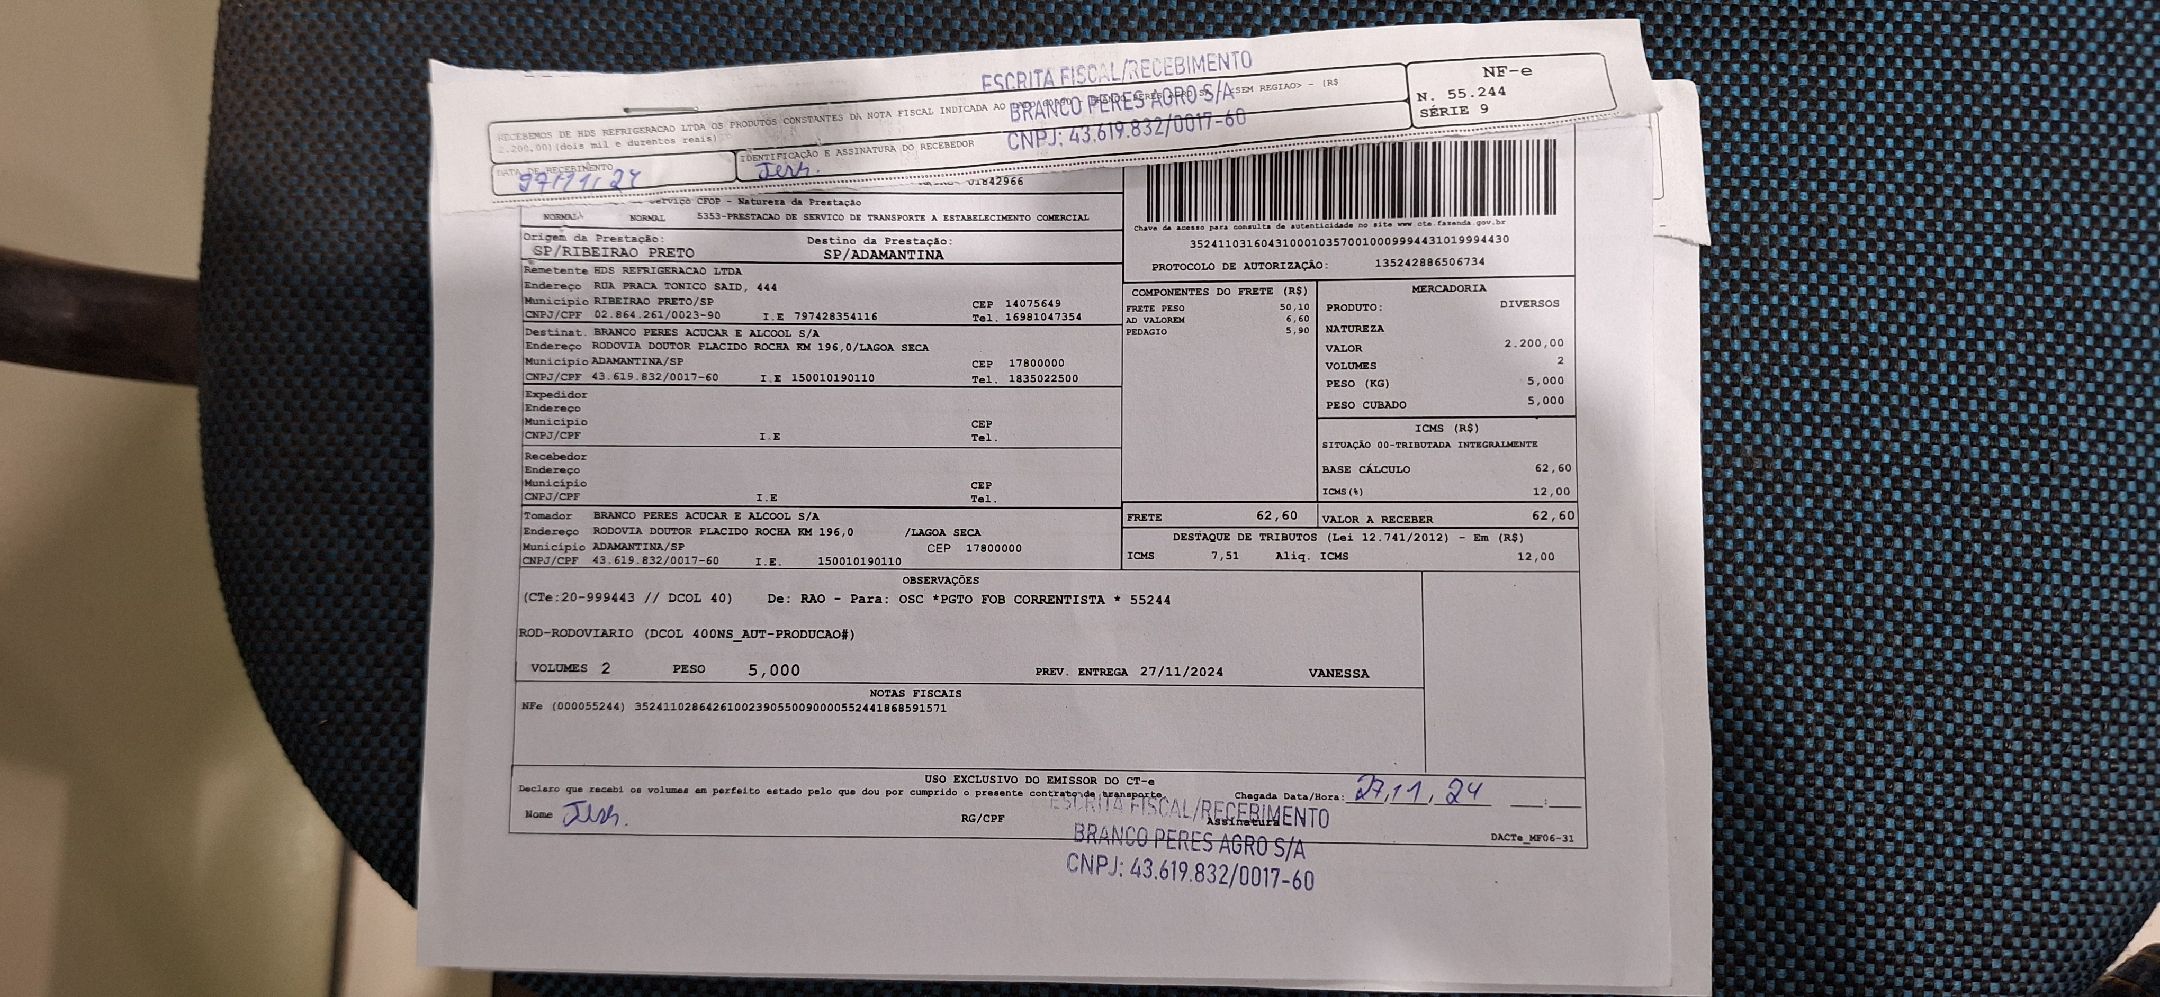 ESCRITA FISCAL/RECEBIMENTO
BRANCO PERES AGRO S/A
CNPJ: 43.619.832/0017-60
RECEBEMOS DE HDS REFRIGERACAO LTDA OS PRODUTOS CONSTANTES DA NOTA FISCAL INDICADA AO SEM REGIAO> - (R$
2.200,00)(dois mil e duzentos reais)
NF-e
N. 55.244
SÉRIE 9
DATA DE RECEBIMENTO
IDENTIFICAÇÃO E ASSINATURA DO RECEBEDOR
27/11/24
01842966
serviço CFOP - Natureza da Prestação
NORMAL NORMAL 5353-PRESTACAO DE SERVICO DE TRANSPORTE A ESTABELECIMENTO COMERCIAL
Chave de acesso para consulta de autenticidade no site www cte.fazenda.gov.br
35241103160431000103570010009994431019994430
PROTOCOLO DE AUTORIZAÇÃO: 135242886506734
Origem da Prestação: Destino da Prestação:
SP/RIBEIRAO PRETO SP/ADAMANTINA
Remetente HDS REFRIGERACAO LTDA
Endereço RUA PRACA TONICO SAID, 444
Município RIBEIRAO PRETO/SP CEP 14075649
CNPJ/CPF 02.864.261/0023-90 I.E 797428354116 Tel. 16981047354
Destinat. BRANCO PERES ACUCAR E ALCOOL S/A
Endereço RODOVIA DOUTOR PLACIDO ROCHA KM 196,0/LAGOA SECA
Município ADAMANTINA/SP CEP 17800000
CNPJ/CPF 43.619.832/0017-60 I.E 150010190110 Tel. 1835022500
Expedidor
Endereço
Município CEP
CNPJ/CPF I.E Tel.
Recebedor
Endereço
Município CEP
CNPJ/CPF I.E Tel.
Tomador BRANCO PERES ACUCAR E ALCOOL S/A
Endereço RODOVIA DOUTOR PLACIDO ROCHA KM 196,0 /LAGOA SECA
Município ADAMANTINA/SP CEP 17800000
CNPJ/CPF 43.619.832/0017-60 I.E. 150010190110
COMPONENTES DO FRETE (R$)
FRETE PESO 50,10
AD VALOREM 6,60
PEDAGIO 5,90
MERCADORIA
PRODUTO: DIVERSOS
NATUREZA
VALOR 2.200,00
VOLUMES 2
PESO (KG) 5,000
PESO CUBADO 5,000
ICMS (R$)
SITUAÇÃO 00-TRIBUTADA INTEGRALMENTE
BASE CÁLCULO 62,60
ICMS(%) 12,00
FRETE 62,60 VALOR A RECEBER 62,60
DESTAQUE DE TRIBUTOS (Lei 12.741/2012) - Em (R$)
ICMS 7,51 Aliq. ICMS 12,00
OBSERVAÇÕES
(CTe:20-999443 // DCOL 40) De: RAO - Para: OSC *PGTO FOB CORRENTISTA * 55244
ROD-RODOVIARIO (DCOL 400NS_AUT-PRODUCAO#)
VOLUMES 2 PESO 5,000 PREV. ENTREGA 27/11/2024 VANESSA
NOTAS FISCAIS
NFe (000055244) 35241102864261002390550090000552441868591571
USO EXCLUSIVO DO EMISSOR DO CT-e
Declaro que recebi os volumes em perfeito estado pelo que dou por cumprido o presente contrato de transporte. Chegada Data/Hora: 27,11,24 __:__
Nome RG/CPF Assinatura
DACTe_MF06-31
ESCRITA FISCAL/RECEBIMENTO
BRANCO PERES AGRO S/A
CNPJ: 43.619.832/0017-60